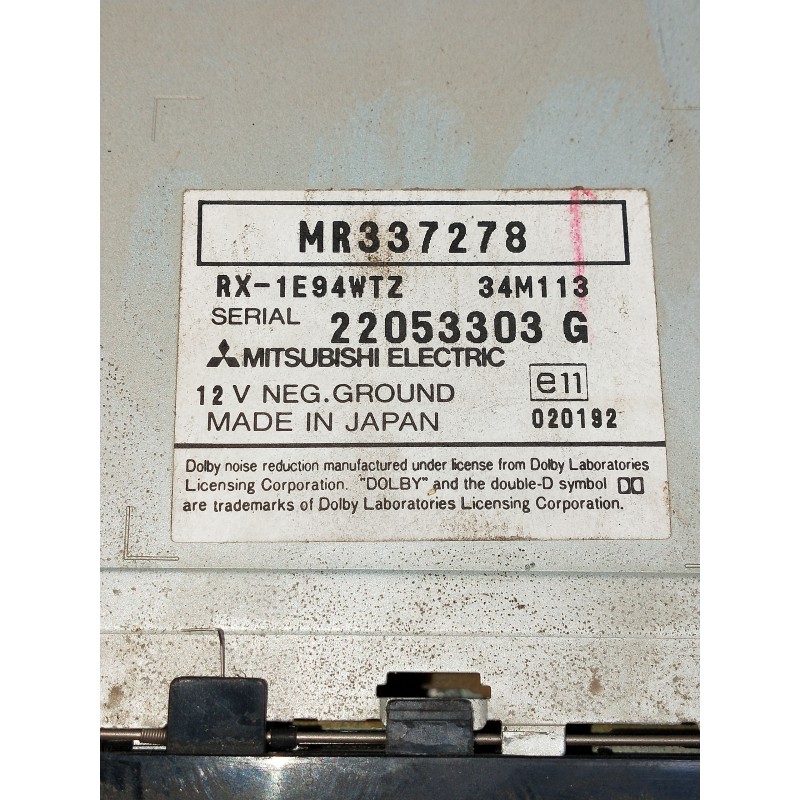 MR337278
RX-1E94WTZ 34M113
SERIAL 22053303 G
MITSUBISHI ELECTRIC
12 V NEG.GROUND e11
MADE IN JAPAN 020192
Dolby noise reduction manufactured under license from Dolby Laboratories
Licensing Corporation. "DOLBY" and the double-D symbol
are trademarks of Dolby Laboratories Licensing Corporation.